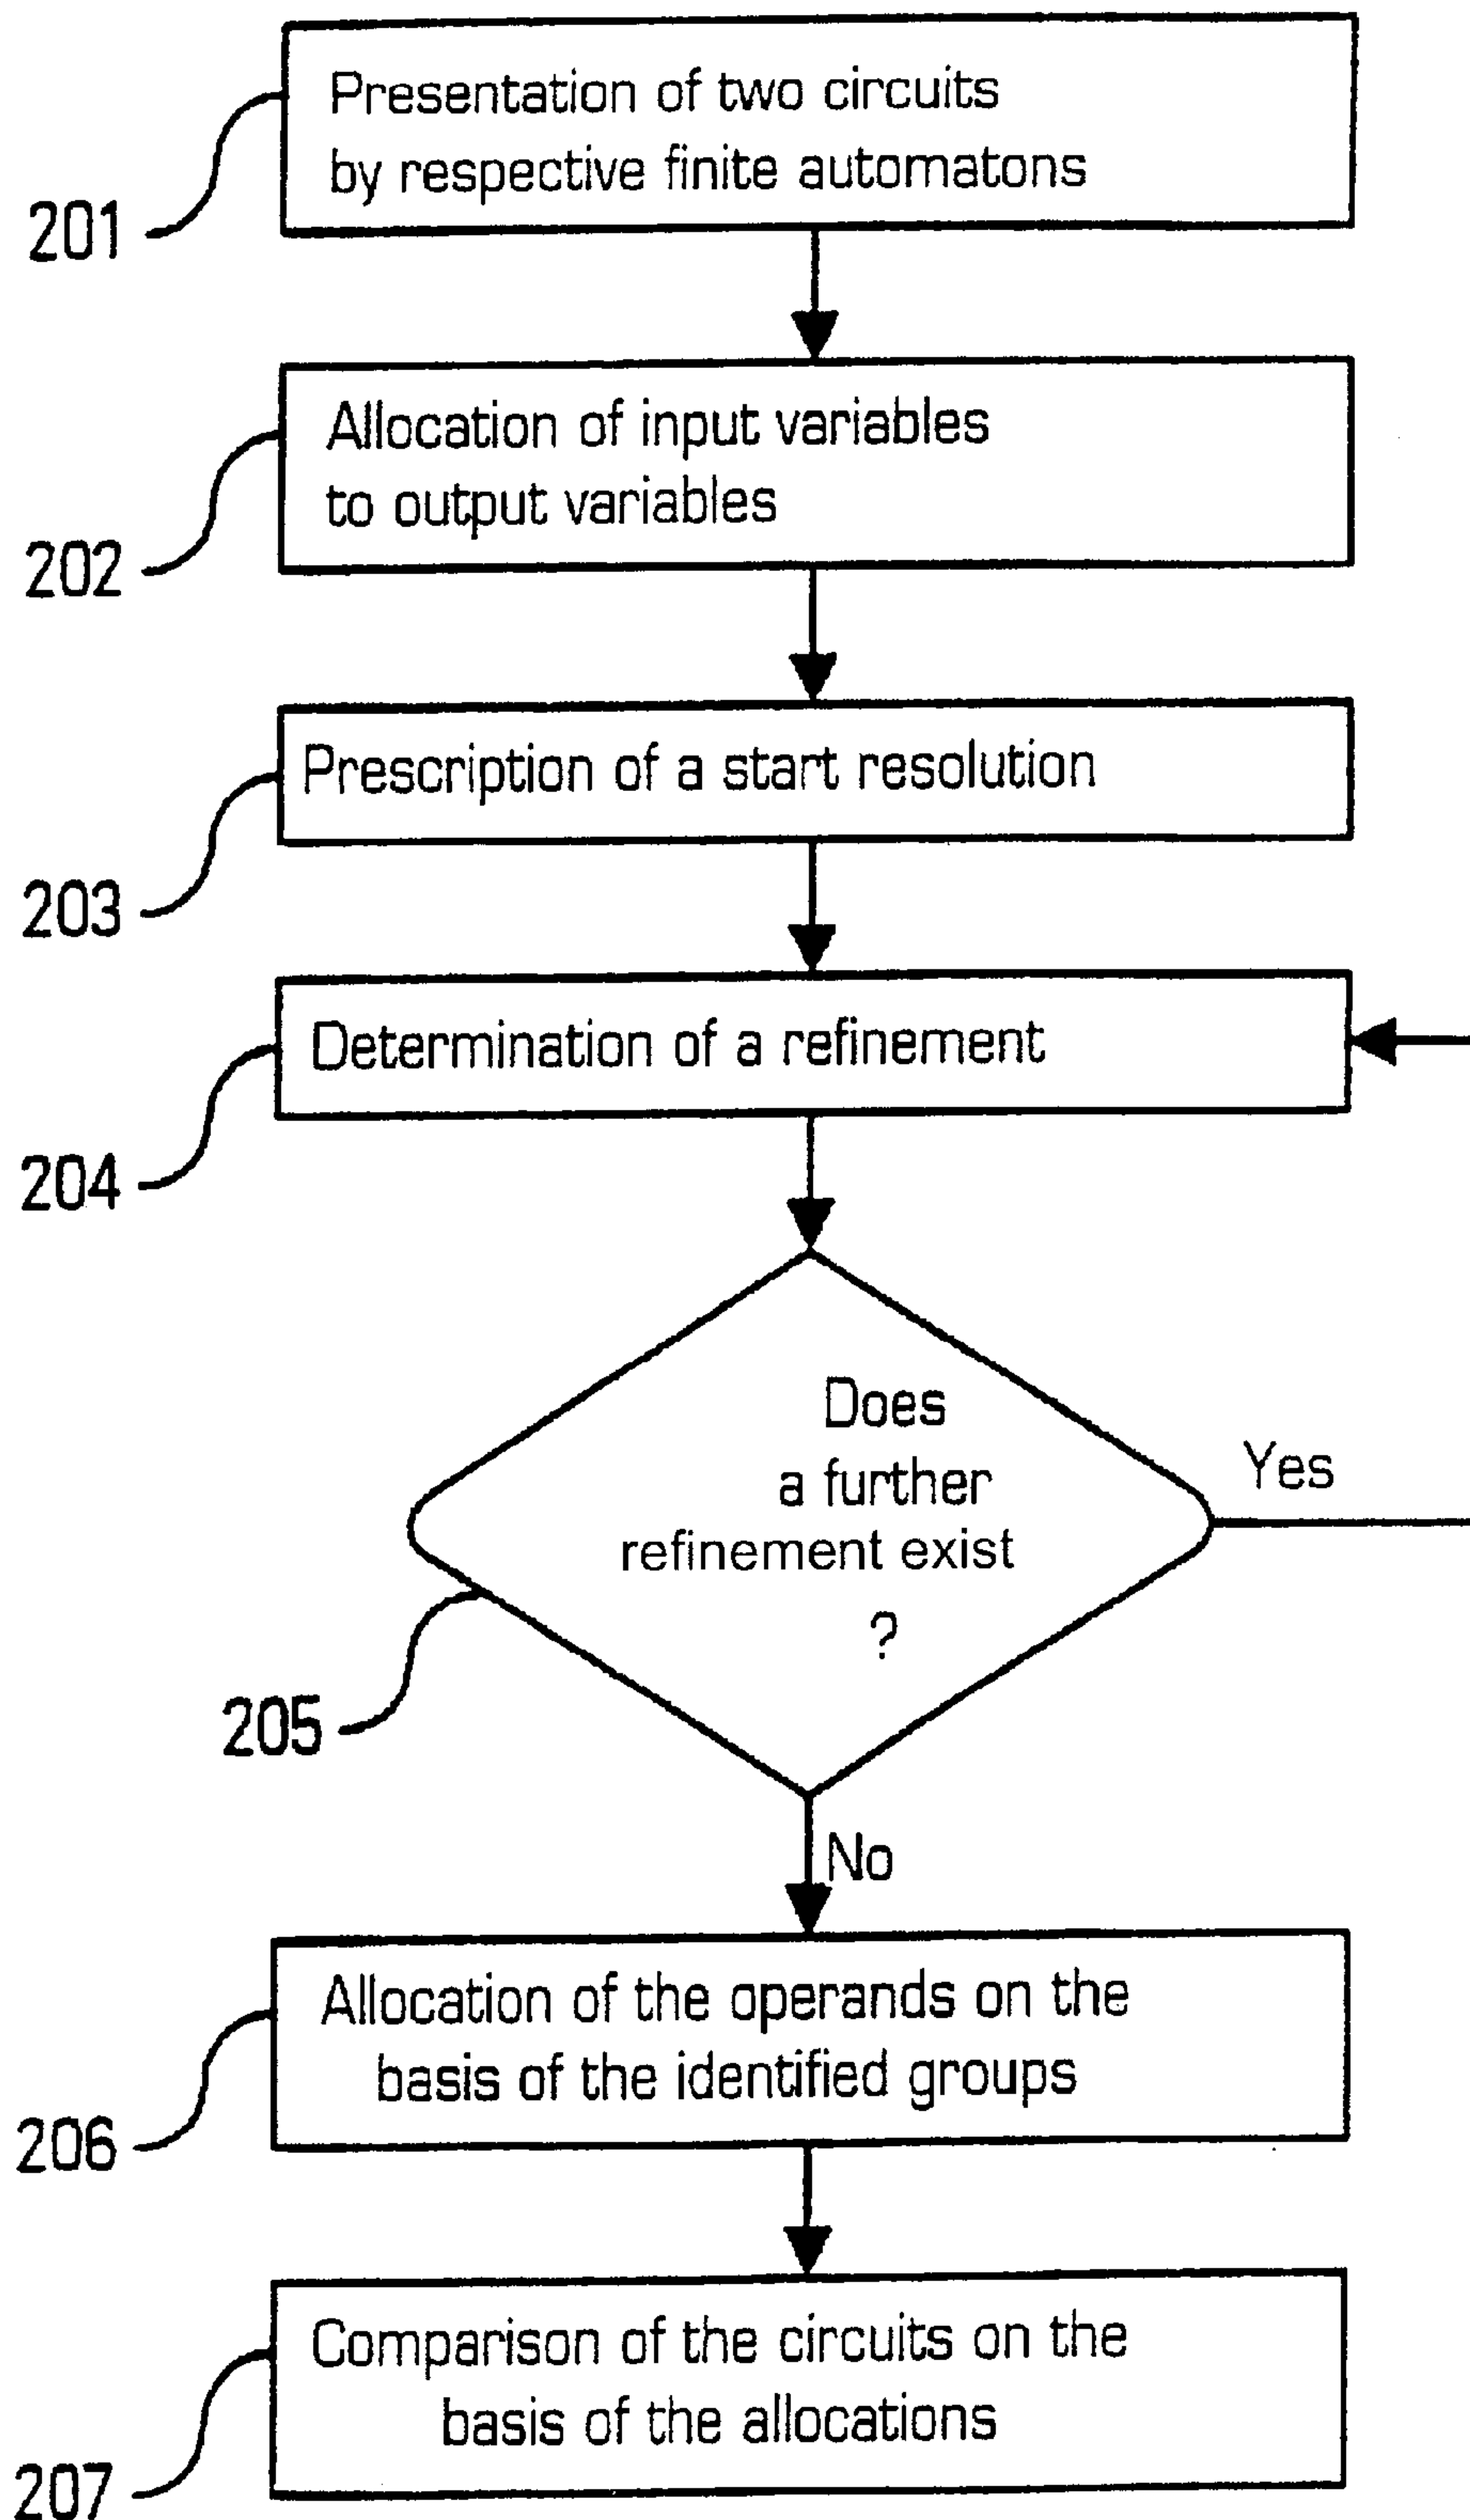 Presentation of two circuits
by respective finite automatons
201
Allocation of input variables
to output variables
202
Prescription of a start resolution
203
Determination of a refinement
204
Does
a further
refinement exist
?
Yes
205
No
Allocation of the operands on the
basis of the identified groups
206
Comparison of the circuits on the
basis of the allocations
207